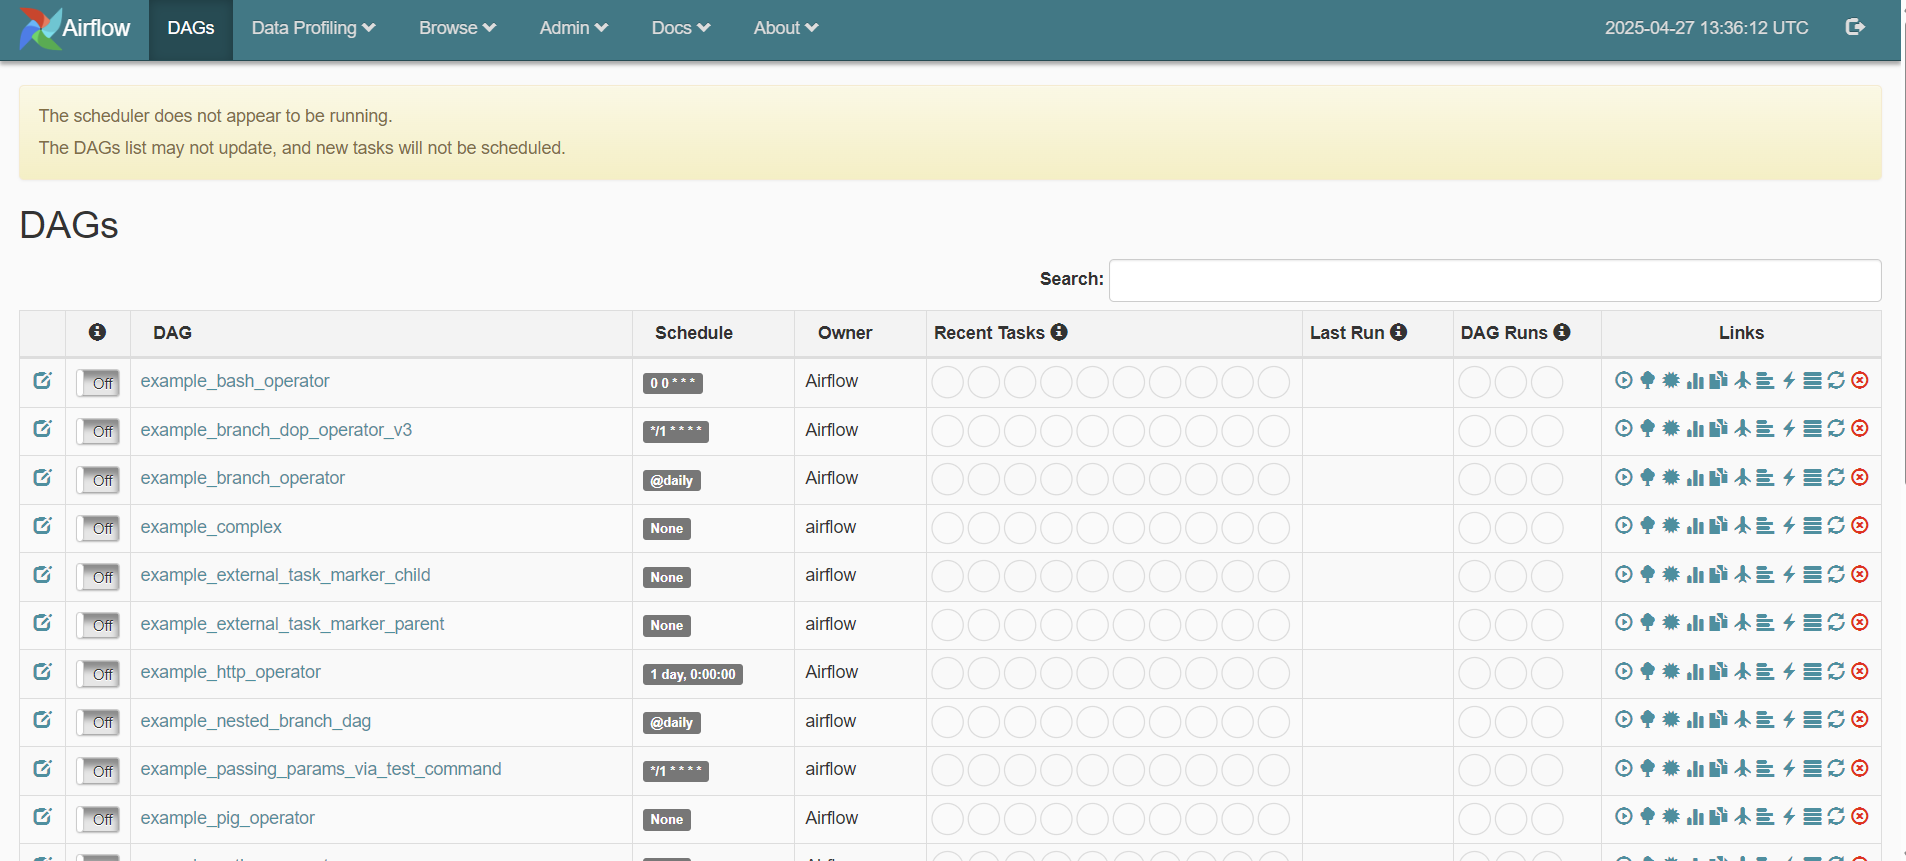 Airflow DAGs Data Profiling Browse Admin Docs About 2025-04-27 13:36:12 UTC
The scheduler does not appear to be running.
The DAGs list may not update, and new tasks will not be scheduled.
DAGs
Search:
DAG Schedule Owner Recent Tasks Last Run DAG Runs Links
Off example_bash_operator 0 0 * * * Airflow
Off example_branch_dop_operator_v3 */1 * * * * Airflow
Off example_branch_operator @daily Airflow
Off example_complex None airflow
Off example_external_task_marker_child None airflow
Off example_external_task_marker_parent None airflow
Off example_http_operator 1 day, 0:00:00 Airflow
Off example_nested_branch_dag @daily airflow
Off example_passing_params_via_test_command */1 * * * * airflow
Off example_pig_operator None Airflow